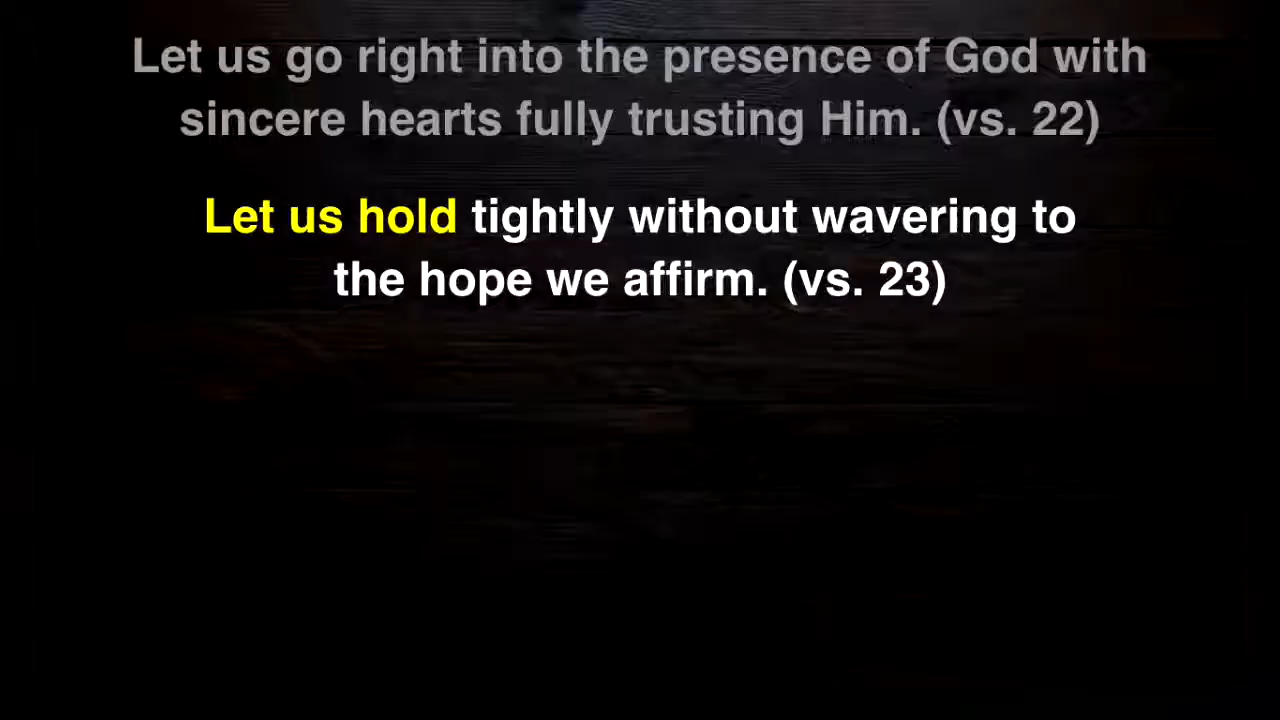 Let us go right into the presence of God with
sincere hearts fully trusting Him. (vs. 22)
Let us hold tightly without wavering to
the hope we affirm. (vs. 23)